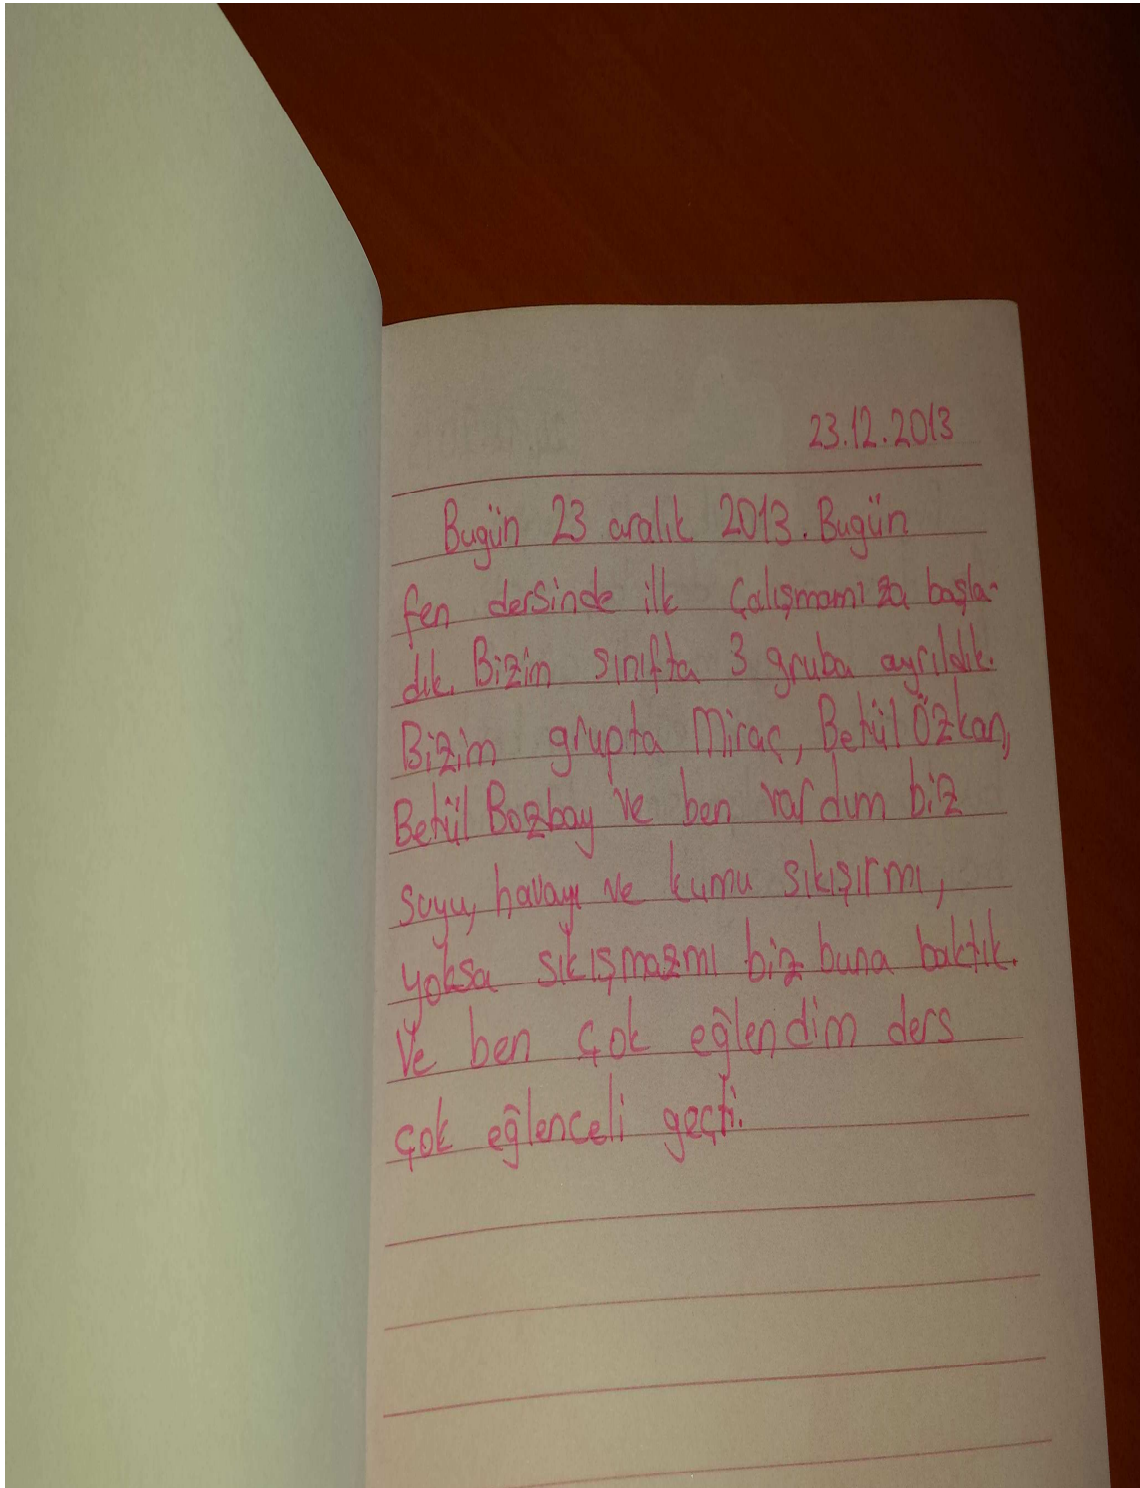 23.12.2013
Bugün 23 aralık 2013. Bugün
fen dersinde ilk çalışmamıza başla-
dık. Bizim sınıfta 3 gruba ayrıldık.
Bizim grupta Miraç, Betül Özkan,
Betül Bozbay ve ben vardım biz
suyu, havayı ve kumu sıkışırmı,
yoksa sıkışmazmı biz buna baktık.
Ve ben çok eğlendim ders
çok eğlenceli geçti.